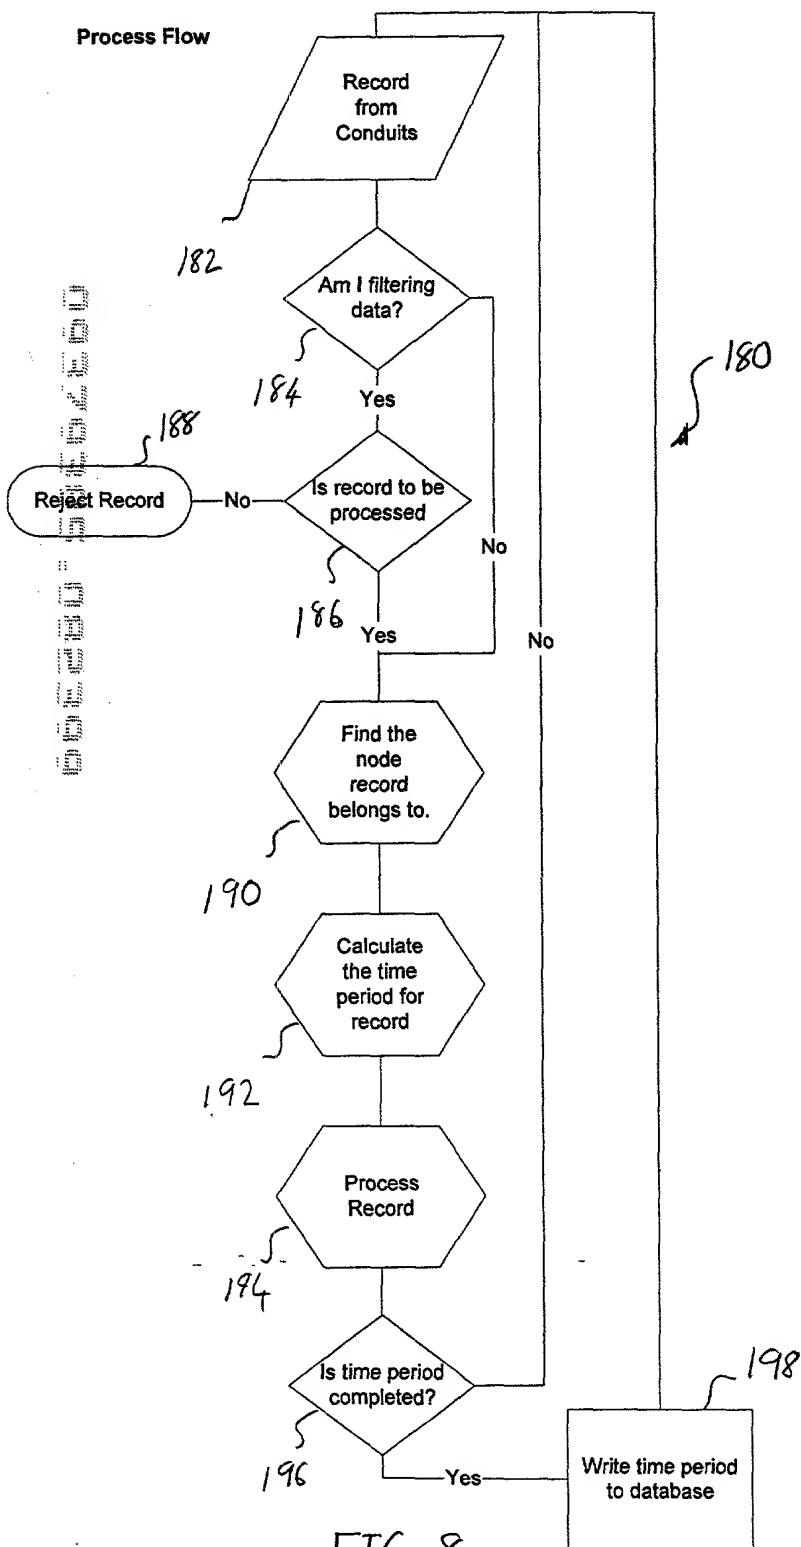 Process Flow
Record
from
Conduits
182
Am I filtering
data?
184
Yes
180
188
Reject Record
No
Is record to be
processed
No
186
Yes
No
Find the
node
record
belongs to.
190
Calculate
the time
period for
record
192
Process
Record
194
Is time period
completed?
196
Yes
198
Write time period
to database
FIG. 8